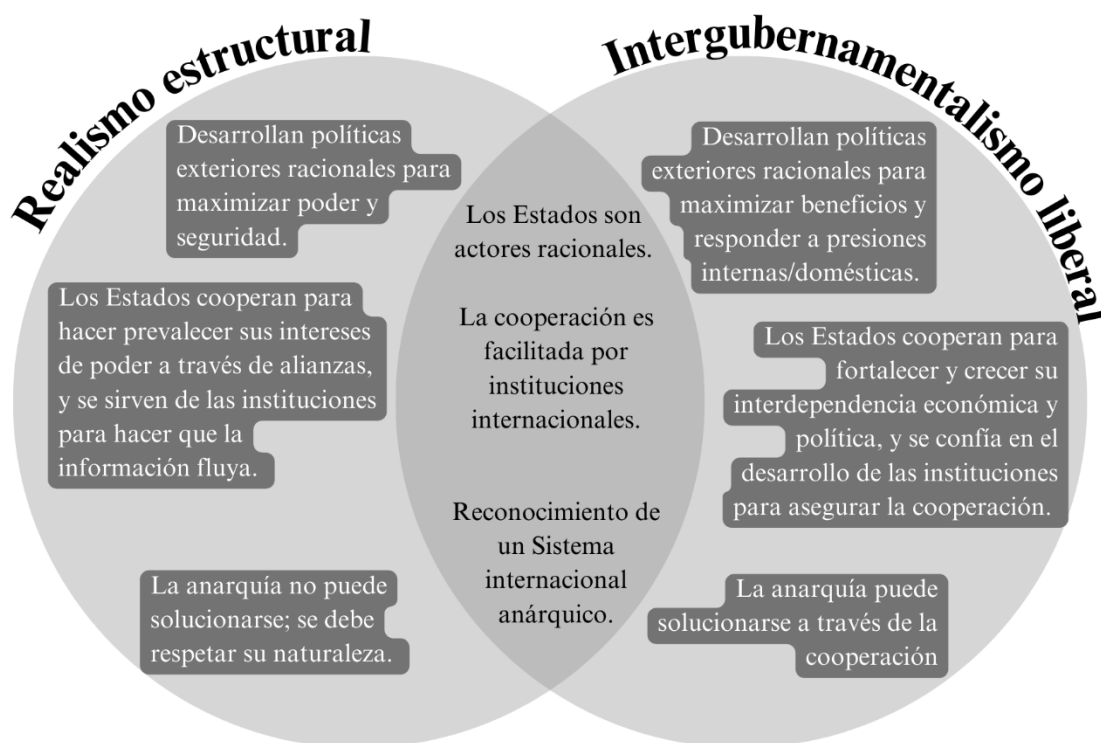 Realismo estructural
Intergubernamentalismo liberal
Desarrollan políticas
exteriores racionales para
maximizar poder y
seguridad.
Los Estados cooperan para
hacer prevalecer sus intereses
de poder a través de alianzas,
y se sirven de las instituciones
para hacer que la
información fluya.
La anarquía no puede
solucionarse; se debe
respetar su naturaleza.
Los Estados son
actores racionales.
La cooperación es
facilitada por
instituciones
internacionales.
Reconocimiento de
un Sistema
internacional
anárquico.
Desarrollan políticas
exteriores racionales para
maximizar beneficios y
responder a presiones
internas/domésticas.
Los Estados cooperan para
fortalecer y crecer su
interdependencia económica y
política, y se confía en el
desarrollo de las instituciones
para asegurar la cooperación.
La anarquía puede
solucionarse a través de la
cooperación